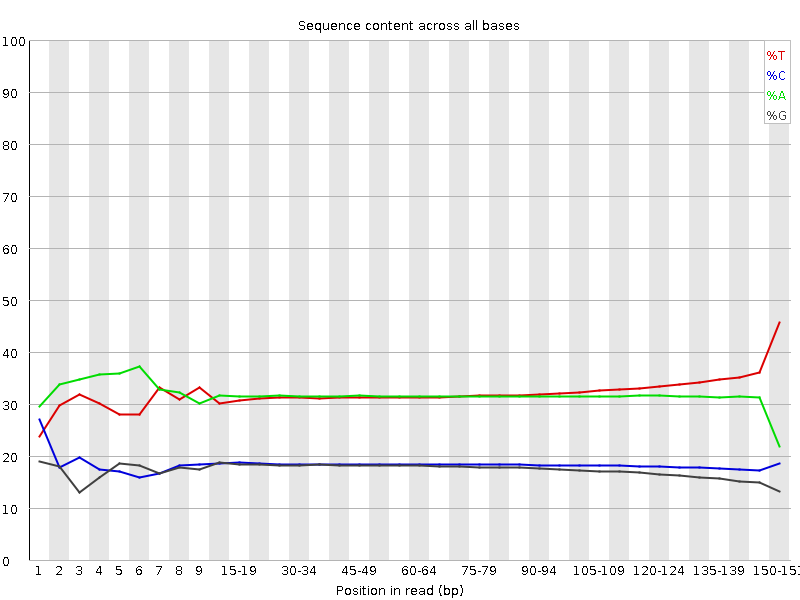 Sequence content across all bases
100
90
80
70
60
50
40
30
20
10
0
%T
%C
%A
%G
1 2 3 4 5 6 7 8 9 15-19 30-34 45-49 60-64 75-79 90-94 105-109 120-124 135-139 150-151
Position in read (bp)